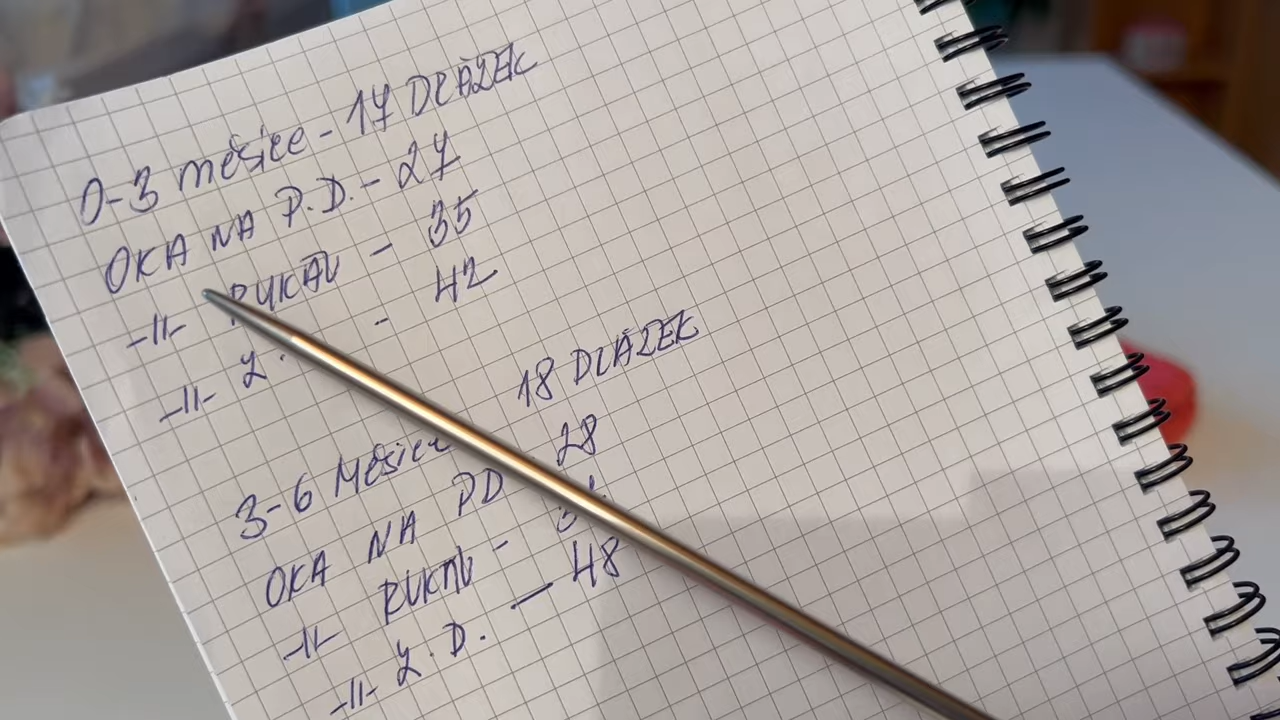 0-3 měsíce - 17 DLÁŽEK
OKA NA P.D. - 27
-II- RUKÁV - 35
-II- Z. - 42
3-6 Měsíce 18 DLÁŽEK
OKA NA PD 28
-II- RUKÁV -
-II- Z.D. - 48